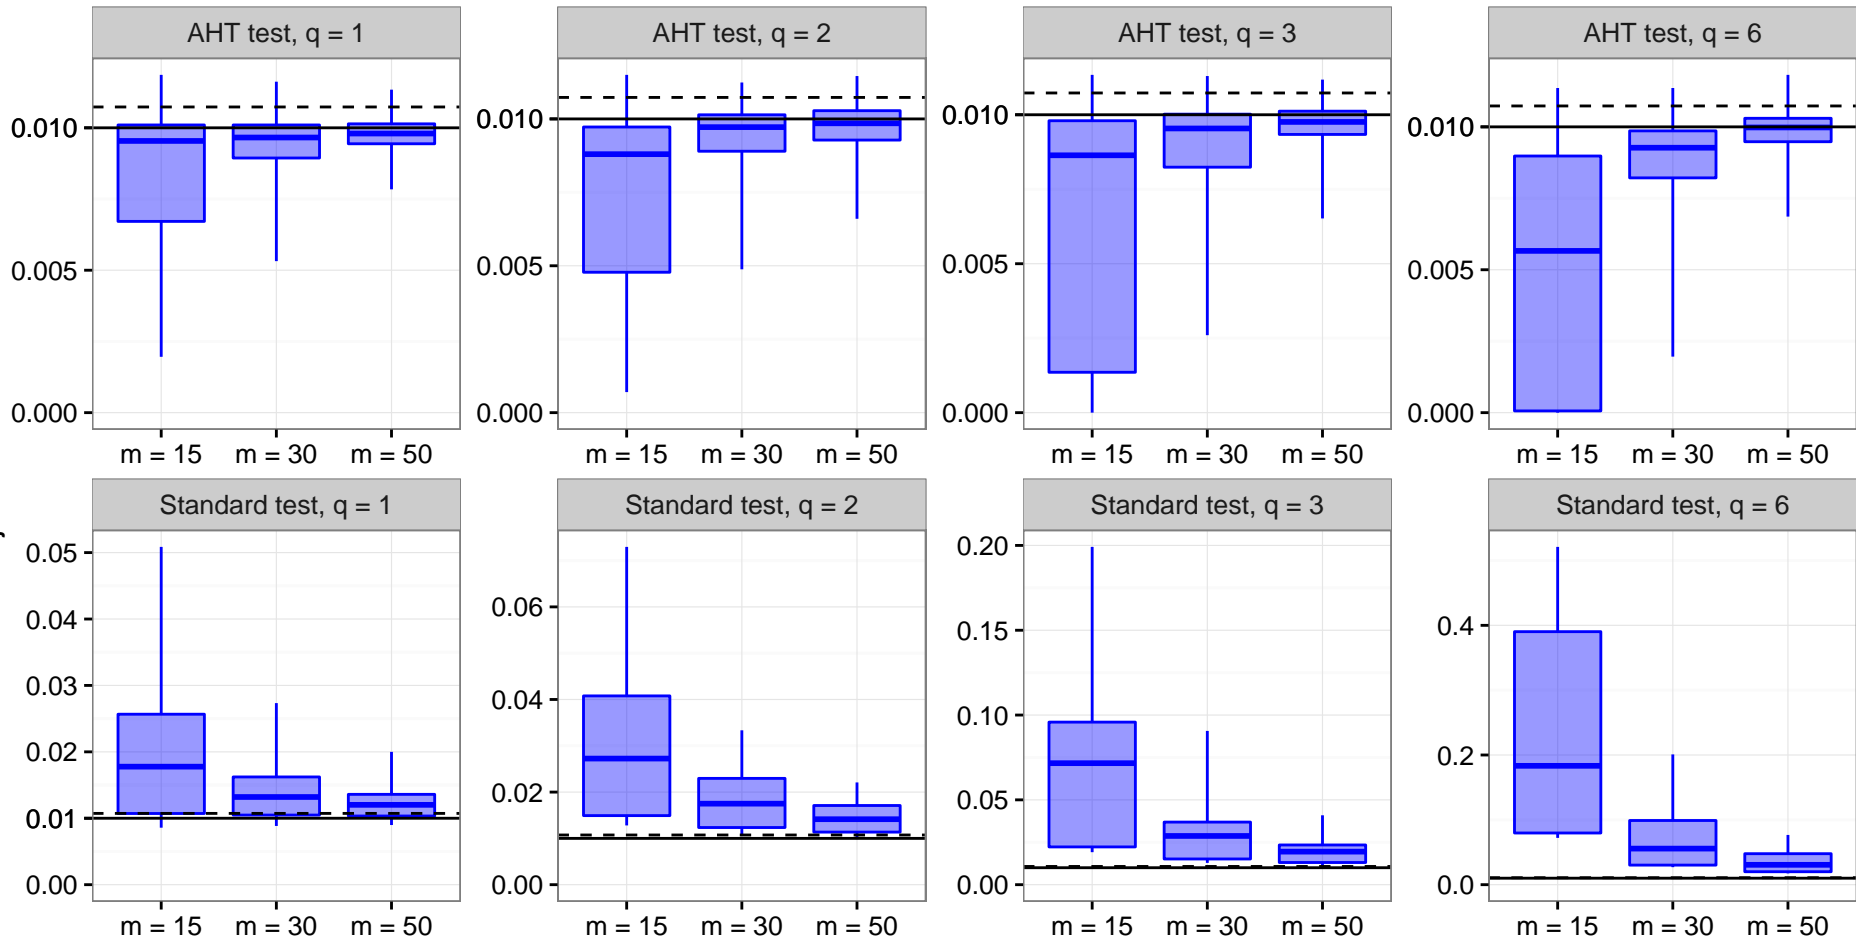 AHT test, q = 1
AHT test, q = 2
AHT test, q = 3
AHT test, q = 6
0.010
0.005
0.000
0.010
0.005
0.000
0.010
0.005
0.000
0.010
0.005
0.000
m = 15 m = 30 m = 50
m = 15 m = 30 m = 50
m = 15 m = 30 m = 50
m = 15 m = 30 m = 50
Standard test, q = 1
Standard test, q = 2
Standard test, q = 3
Standard test, q = 6
0.05
0.04
0.03
0.02
0.01
0.00
0.06
0.04
0.02
0.00
0.20
0.15
0.10
0.05
0.00
0.4
0.2
0.0
m = 15 m = 30 m = 50
m = 15 m = 30 m = 50
m = 15 m = 30 m = 50
m = 15 m = 30 m = 50